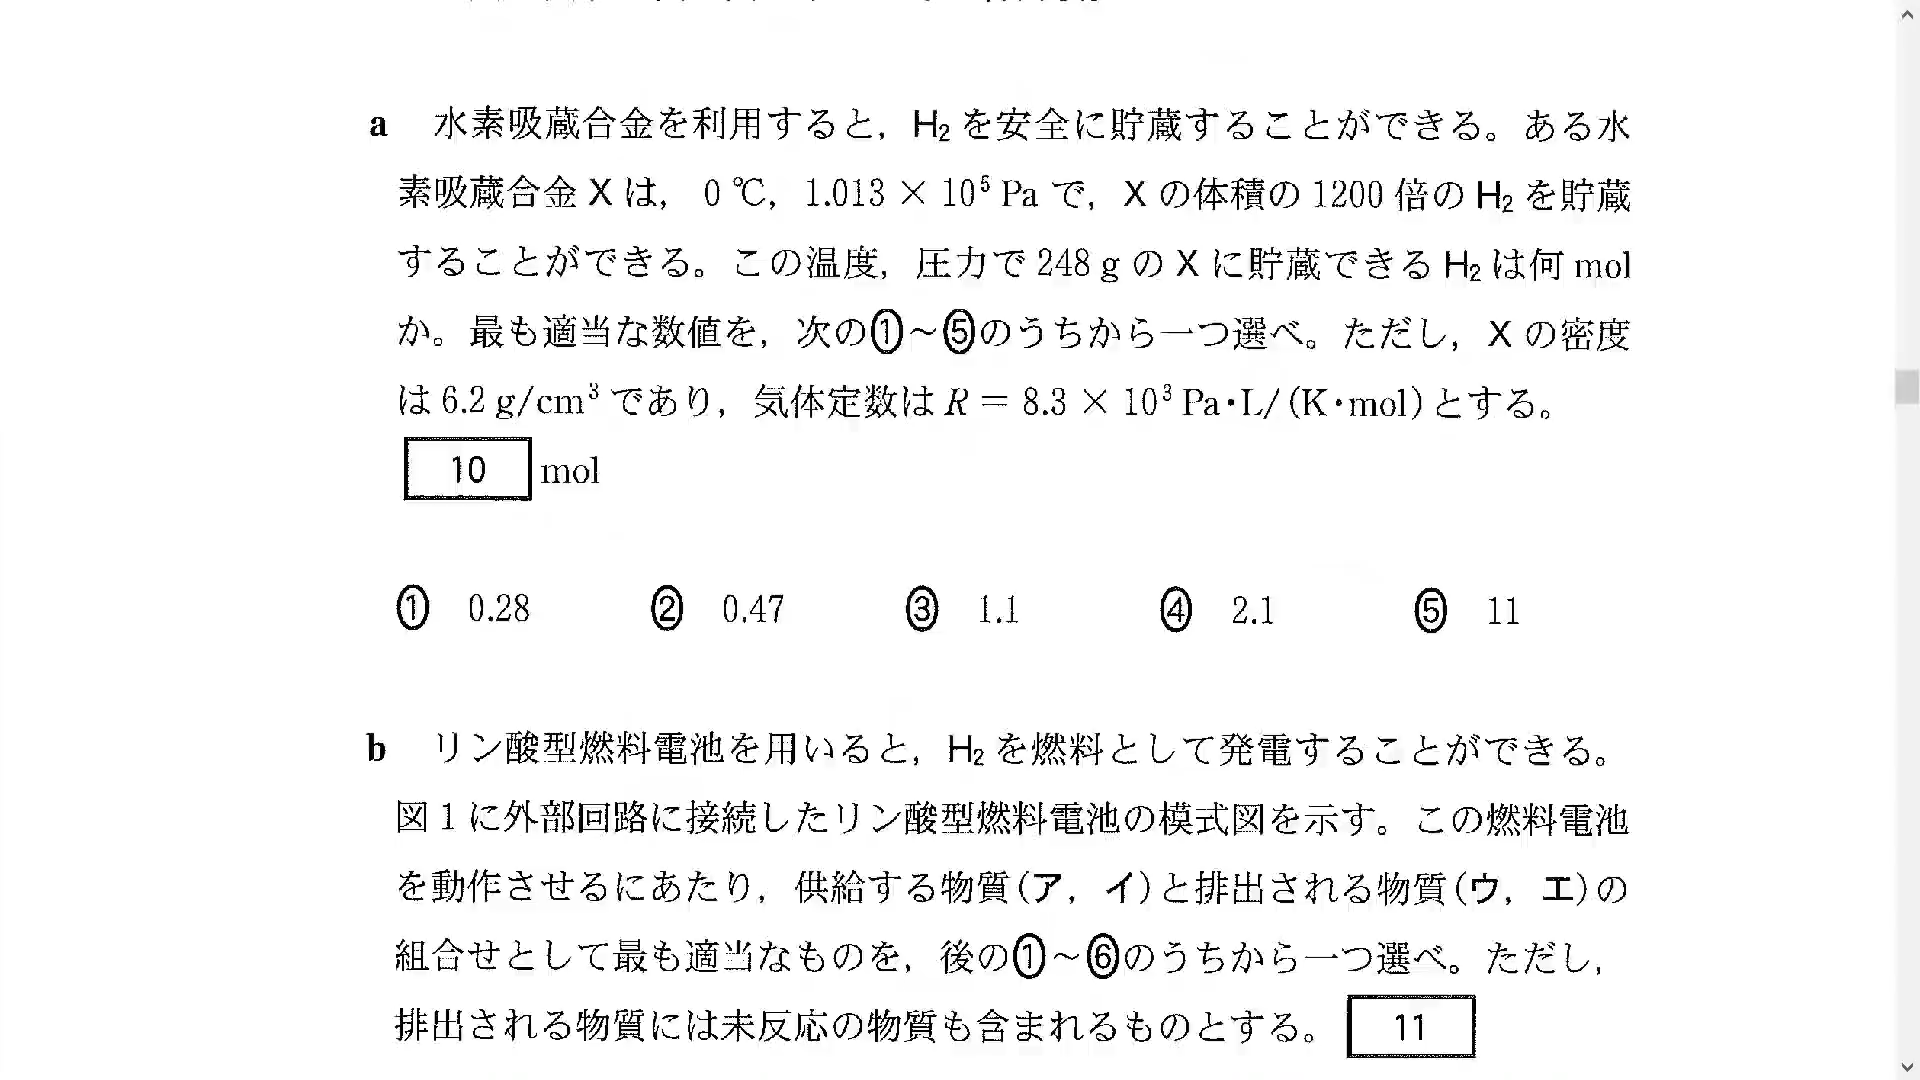 a 水素吸蔵合金を利用すると，H₂を安全に貯蔵することができる。ある水
素吸蔵合金Xは，0℃，1.013 × 10⁵ Paで，Xの体積の1200倍のH₂を貯蔵
することができる。この温度，圧力で248 gのXに貯蔵できるH₂は何mol
か。最も適当な数値を，次の①～⑤のうちから一つ選べ。ただし，Xの密度
は6.2 g/cm³であり，気体定数はR = 8.3 × 10³ Pa・L/(K・mol)とする。
10 mol
① 0.28 ② 0.47 ③ 1.1 ④ 2.1 ⑤ 11
b リン酸型燃料電池を用いると，H₂を燃料として発電することができる。
図1に外部回路に接続したリン酸型燃料電池の模式図を示す。この燃料電池
を動作させるにあたり，供給する物質(ア，イ)と排出される物質(ウ，エ)の
組合せとして最も適当なものを，後の①～⑥のうちから一つ選べ。ただし，
排出される物質には未反応の物質も含まれるものとする。 11